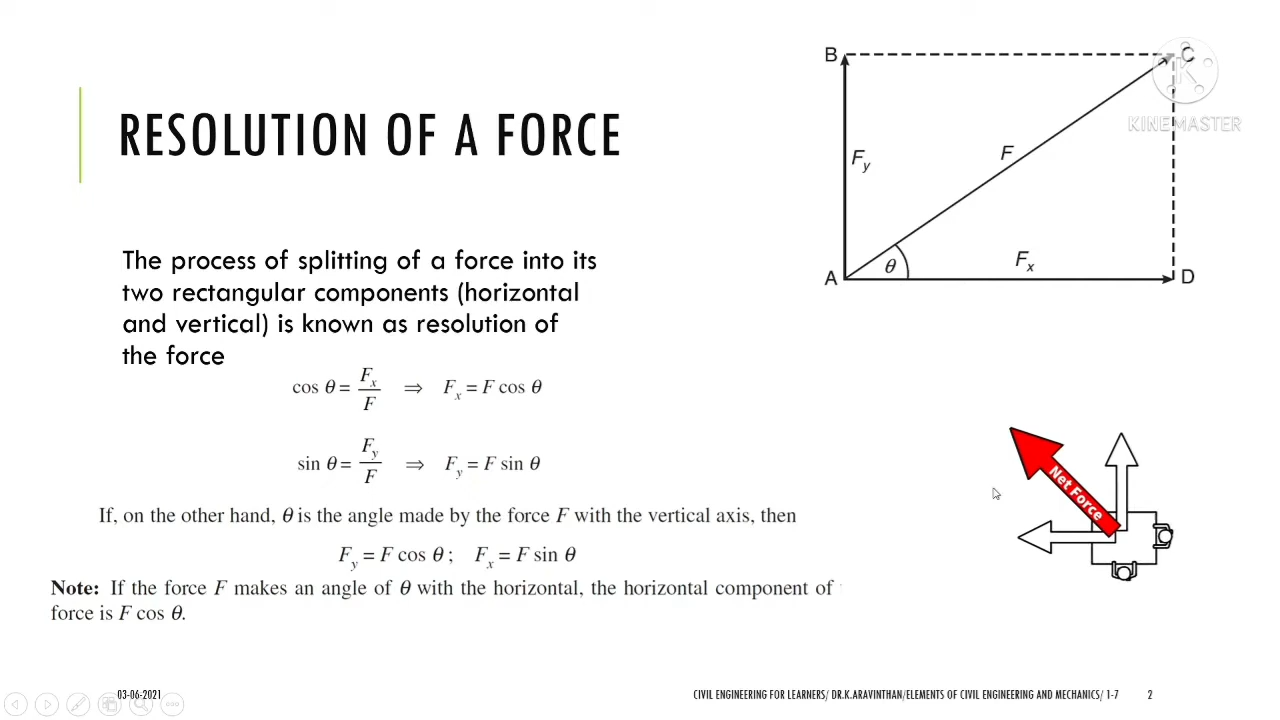 RESOLUTION OF A FORCE
The process of splitting of a force into its
two rectangular components (horizontal
and vertical) is known as resolution of
the force
cos θ = Fx / F ⇒ Fx = F cos θ
sin θ = Fy / F ⇒ Fy = F sin θ
If, on the other hand, θ is the angle made by the force F with the vertical axis, then
Fy = F cos θ ; Fx = F sin θ
Note: If the force F makes an angle of θ with the horizontal, the horizontal component of
force is F cos θ.
B
C
KINEMASTER
Fy
F
θ
Fx
A
D
Net Force
03-06-2021
CIVIL ENGINEERING FOR LEARNERS/ DR.K.ARAVINTHAN/ELEMENTS OF CIVIL ENGINEERING AND MECHANICS/ 1-7
2